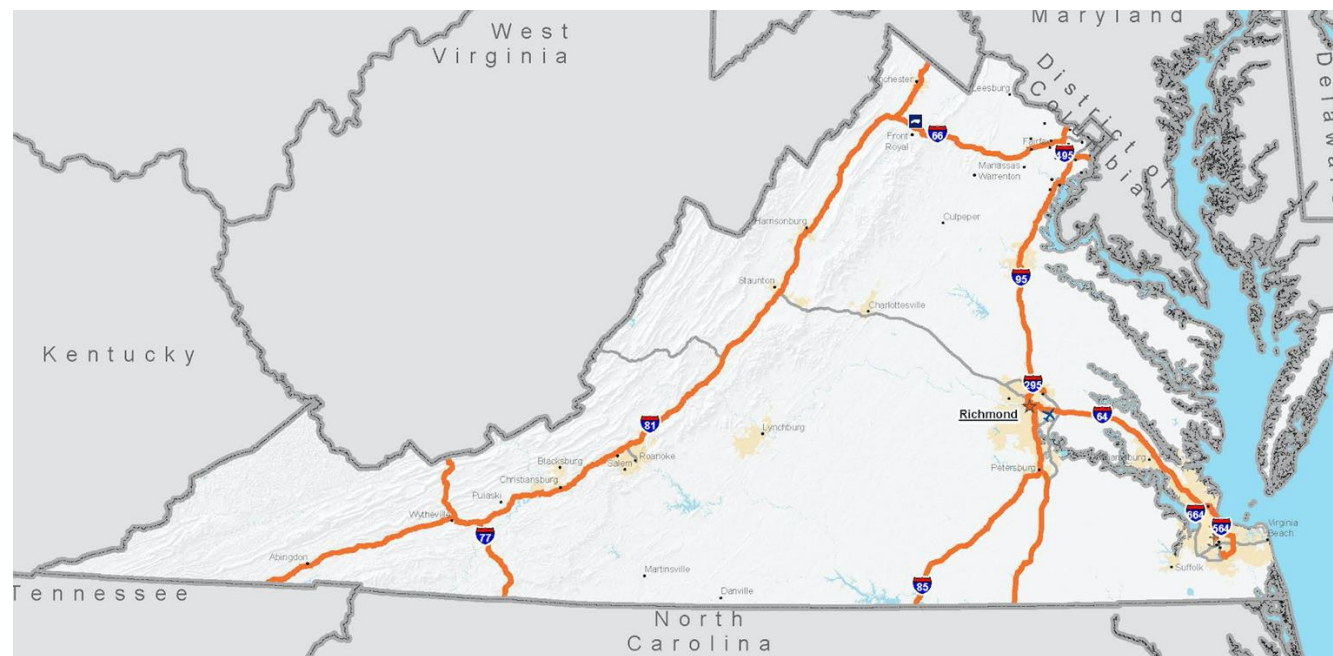 West
Virginia
Maryland
District of
Columbia
Delaware
Kentucky
Tennessee
North
Carolina
Winchester
Leesburg
Front
Royal
66
495
Manassas
Warrenton
Culpeper
Harrisonburg
95
Staunton
Charlottesville
295
Richmond
64
81
Lynchburg
Roanoke
Salem
Blacksburg
Christiansburg
Pulaski
Petersburg
Wytheville
77
664
564
Virginia
Beach
Abingdon
Suffolk
Martinsville
85
Danville